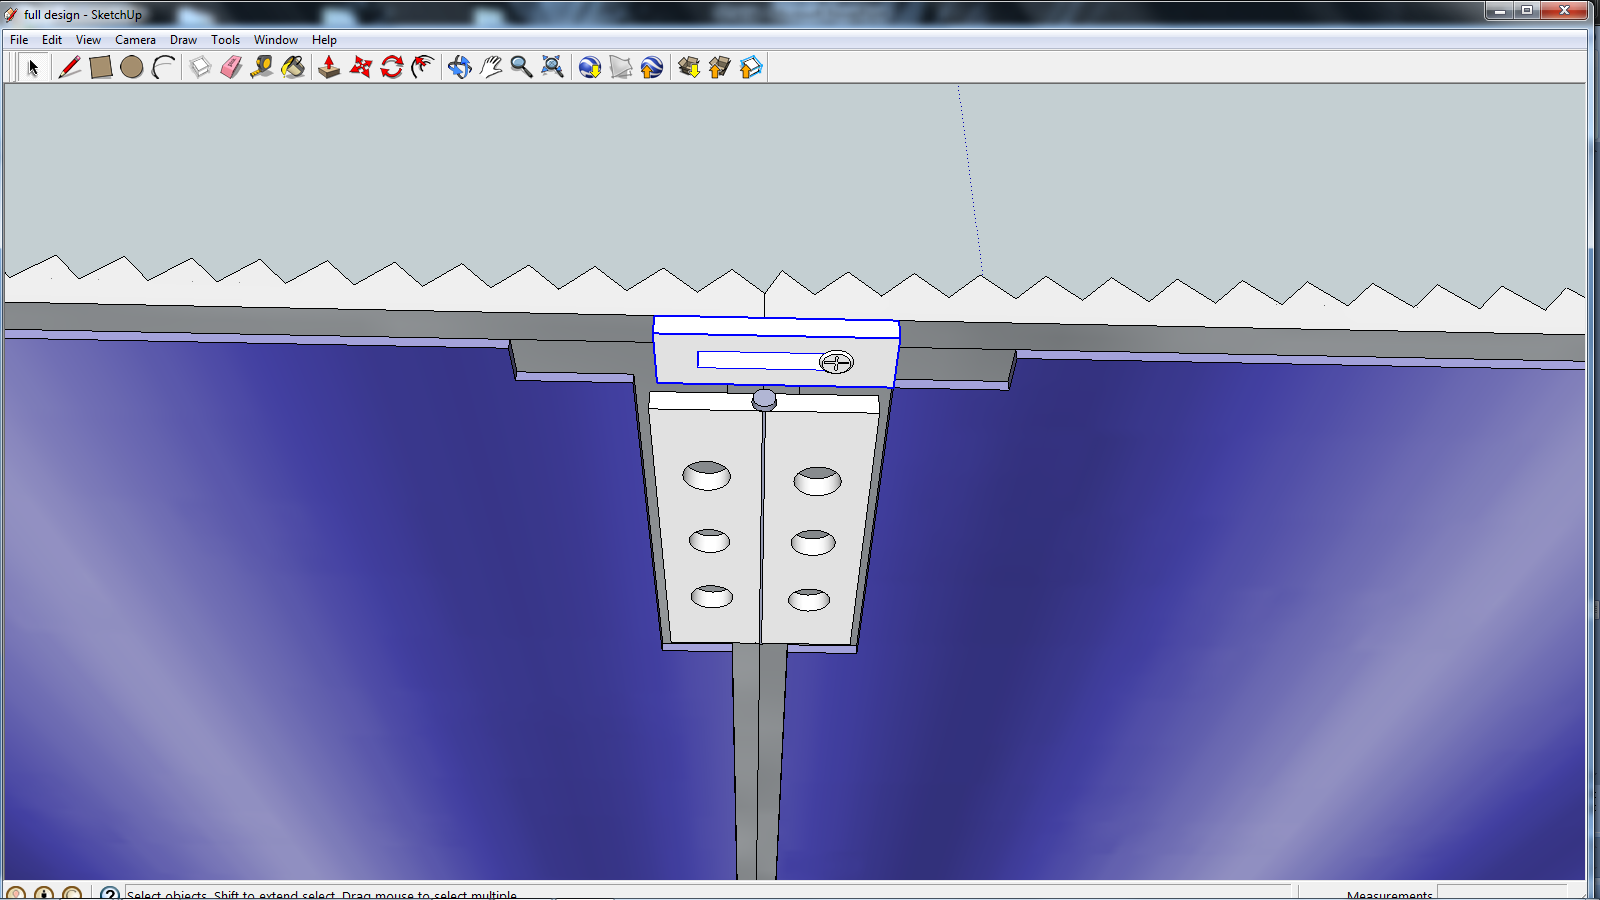 full design - SketchUp
File Edit View Camera Draw Tools Window Help
Select objects. Shift to extend select. Drag mouse to select multiple. Measurements